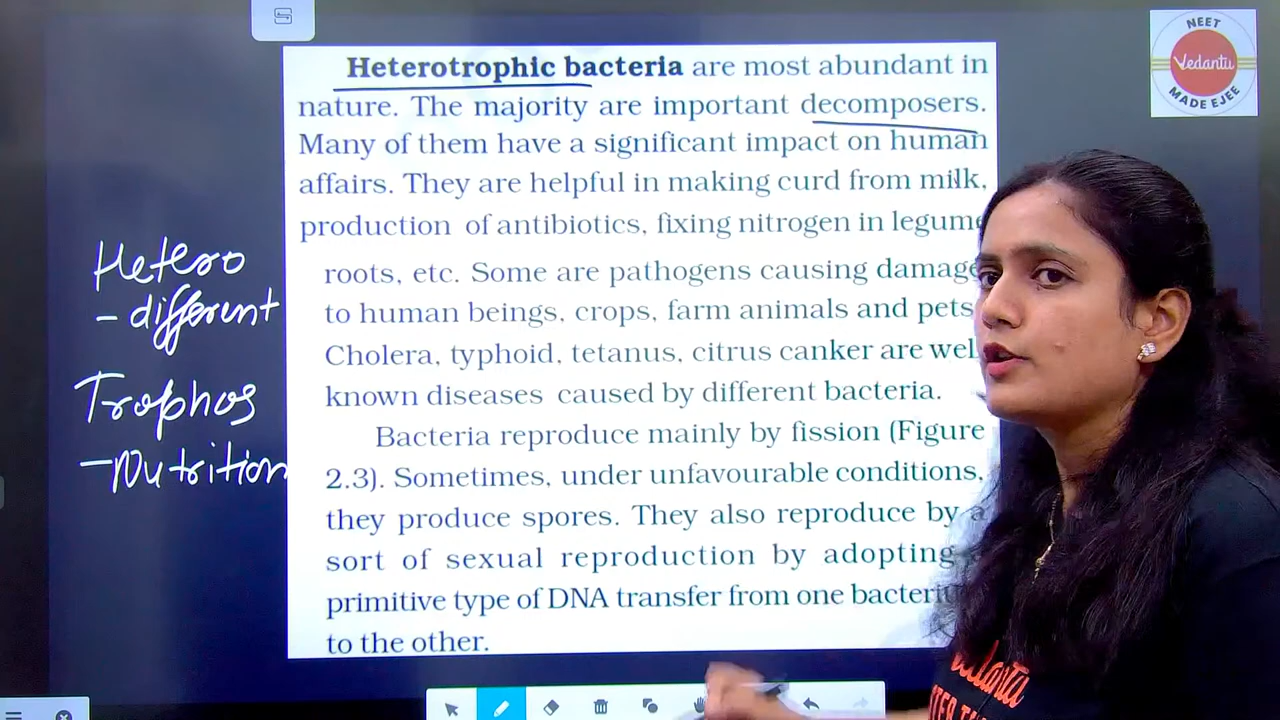 NEET
Vedantu
MADE EJEE
Heterotrophic bacteria are most abundant in
nature. The majority are important decomposers.
Many of them have a significant impact on human
affairs. They are helpful in making curd from milk,
production of antibiotics, fixing nitrogen in legume
roots, etc. Some are pathogens causing damage
to human beings, crops, farm animals and pets
Cholera, typhoid, tetanus, citrus canker are wel
known diseases caused by different bacteria.
Bacteria reproduce mainly by fission (Figure
2.3). Sometimes, under unfavourable conditions,
they produce spores. They also reproduce by a
sort of sexual reproduction by adopting
primitive type of DNA transfer from one
to the other.
Hetero
- different
Trophos
- Nutrition
Vedantu